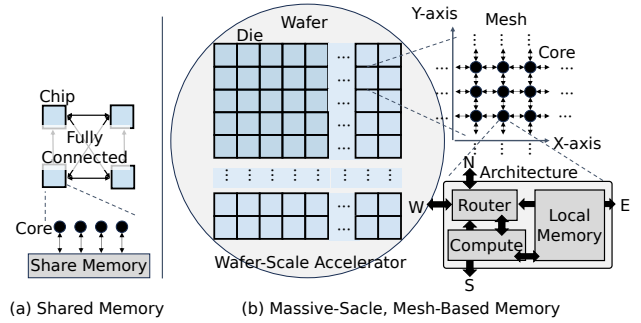 Chip
Fully
Connected
Core
Share Memory
(a) Shared Memory
Wafer
Die
...
...
Wafer-Scale Accelerator
Y-axis
Mesh
Core
X-axis
N
Architecture
W
Router
Local
Memory
E
Compute
S
(b) Massive-Sacle, Mesh-Based Memory